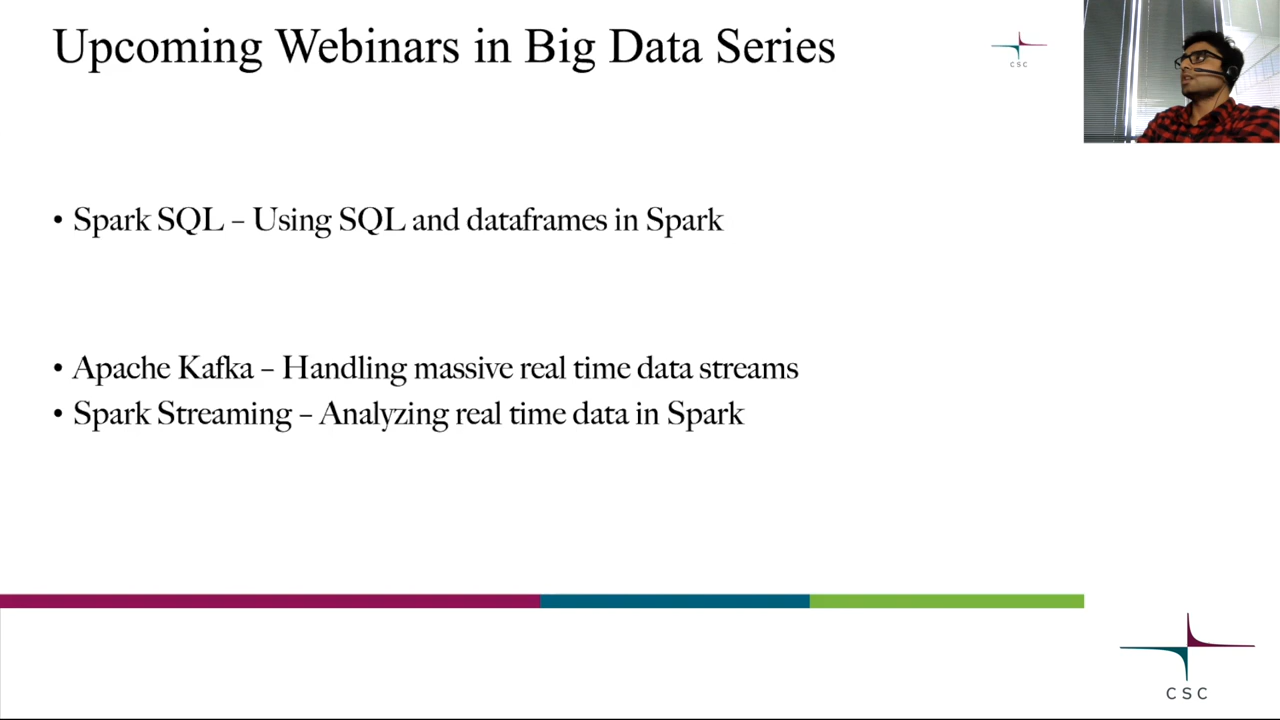 Upcoming Webinars in Big Data Series
CSC
• Spark SQL – Using SQL and dataframes in Spark
• Apache Kafka – Handling massive real time data streams
• Spark Streaming – Analyzing real time data in Spark
CSC